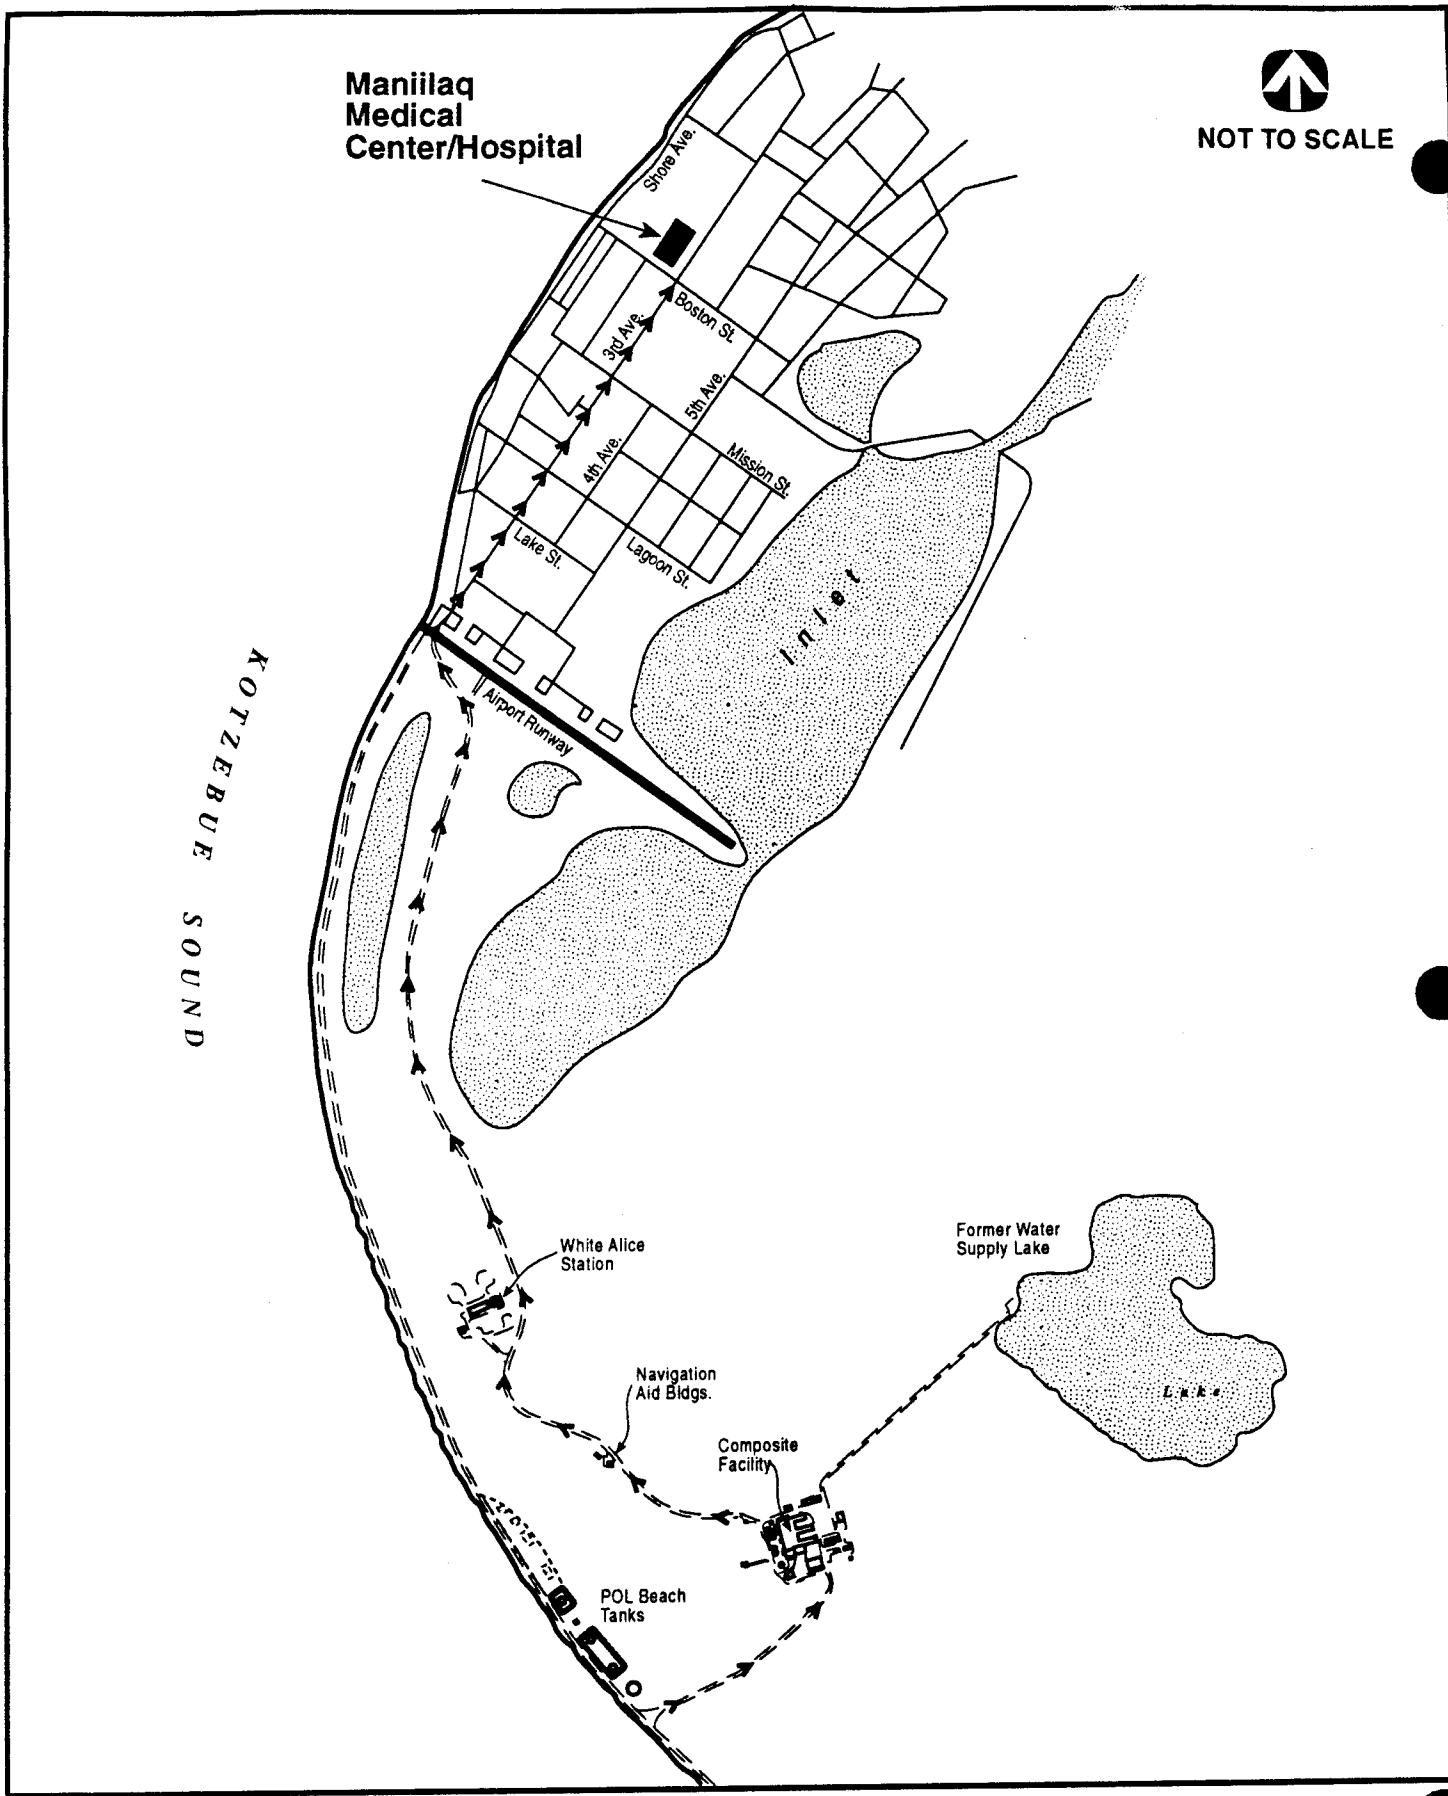 Maniilaq
Medical
Center/Hospital
NOT TO SCALE
Shore Ave.
Boston St.
3rd Ave.
5th Ave.
4th Ave.
Mission St.
Lake St.
Lagoon St.
Inlet
Airport Runway
KOTZEBUE SOUND
White Alice
Station
Former Water
Supply Lake
Navigation
Aid Bldgs.
Lake
Composite
Facility
POL Beach
Tanks